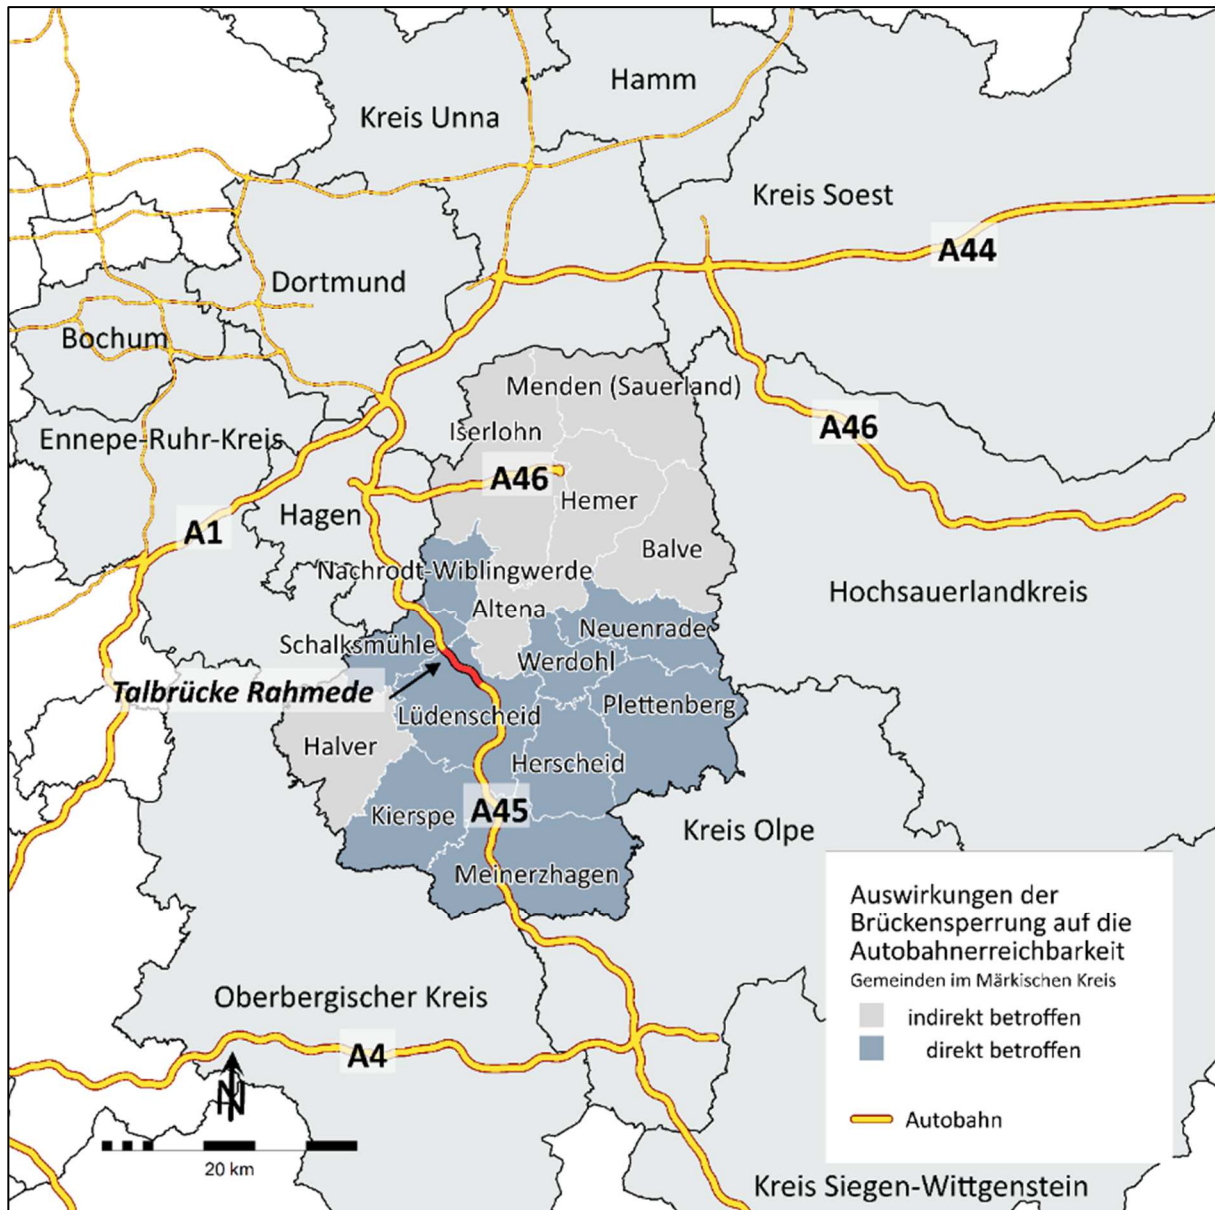 Hamm
Kreis Unna
Kreis Soest
A44
Dortmund
Bochum
Menden (Sauerland)
Iserlohn
A46
Ennepe-Ruhr-Kreis
A46
Hemer
Hagen
A1
Balve
Nachrodt-Wiblingwerde
Hochsauerlandkreis
Altena
Neuenrade
Schalksmühle
Werdohl
Talbrücke Rahmede
Plettenberg
Lüdenscheid
Halver
Herscheid
Kierspe
A45
Kreis Olpe
Meinerzhagen
Auswirkungen der
Brückensperrung auf die
Autobahnerreichbarkeit
Gemeinden im Märkischen Kreis
indirekt betroffen
direkt betroffen
Autobahn
Oberbergischer Kreis
A4
N
20 km
Kreis Siegen-Wittgenstein